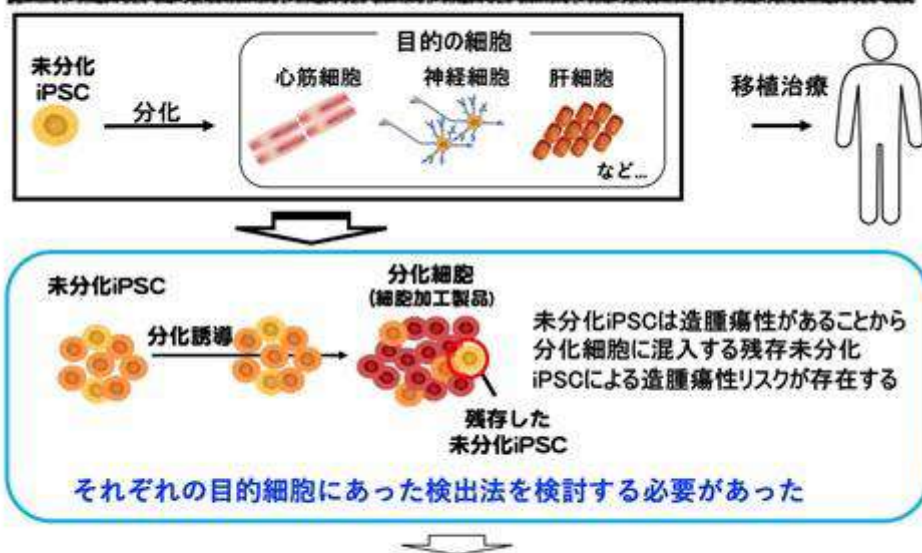 未分化
iPSC
分化
目的の細胞
心筋細胞
神経細胞
肝細胞
など…
移植治療
未分化iPSC
分化誘導
分化細胞
(細胞加工製品)
残存した
未分化iPSC
未分化iPSCは造腫瘍性があることから
分化細胞に混入する残存未分化
iPSCによる造腫瘍性リスクが存在する
それぞれの目的細胞にあった検出法を検討する必要があった